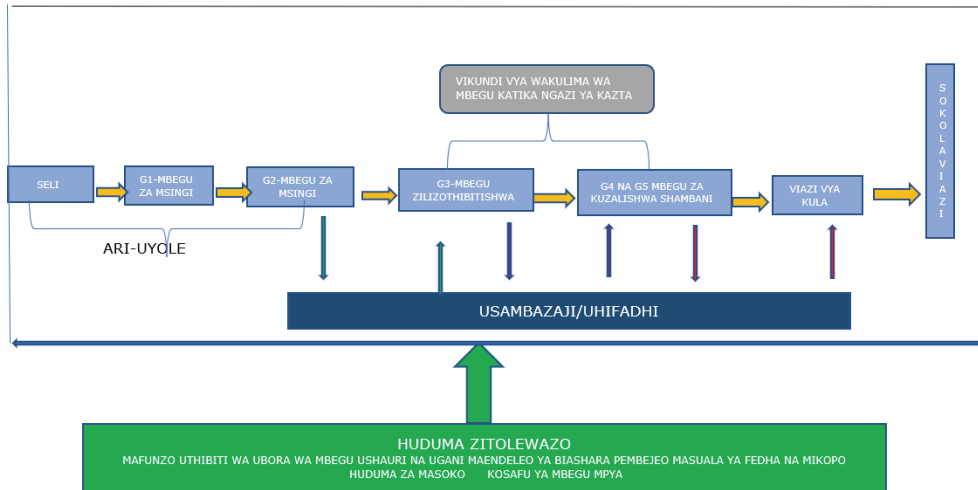 VIKUNDI VYA WAKULIMA WA
MBEGU KATIKA NGAZI YA KAZTA
SELI
G1-MBEGU
ZA MSINGI
G2-MBEGU ZA
MSINGI
G3-MBEGU
ZILIZOTHIBITISHWA
G4 NA G5 MBEGU ZA
KUZALISHWA SHAMBANI
VIAZI VYA
KULA
SOKOLAVIAZI
ARI-UYOLE
USAMBAZAJI/UHIFADHI
HUDUMA ZITOLEWAZO
MAFUNZO UTHIBITI WA UBORA WA MBEGU USHAURI NA UGANI MAENDELEO YA BIASHARA PEMBEJEO MASUALA YA FEDHA NA MIKOPO
HUDUMA ZA MASOKO KOSAFU YA MBEGU MPYA